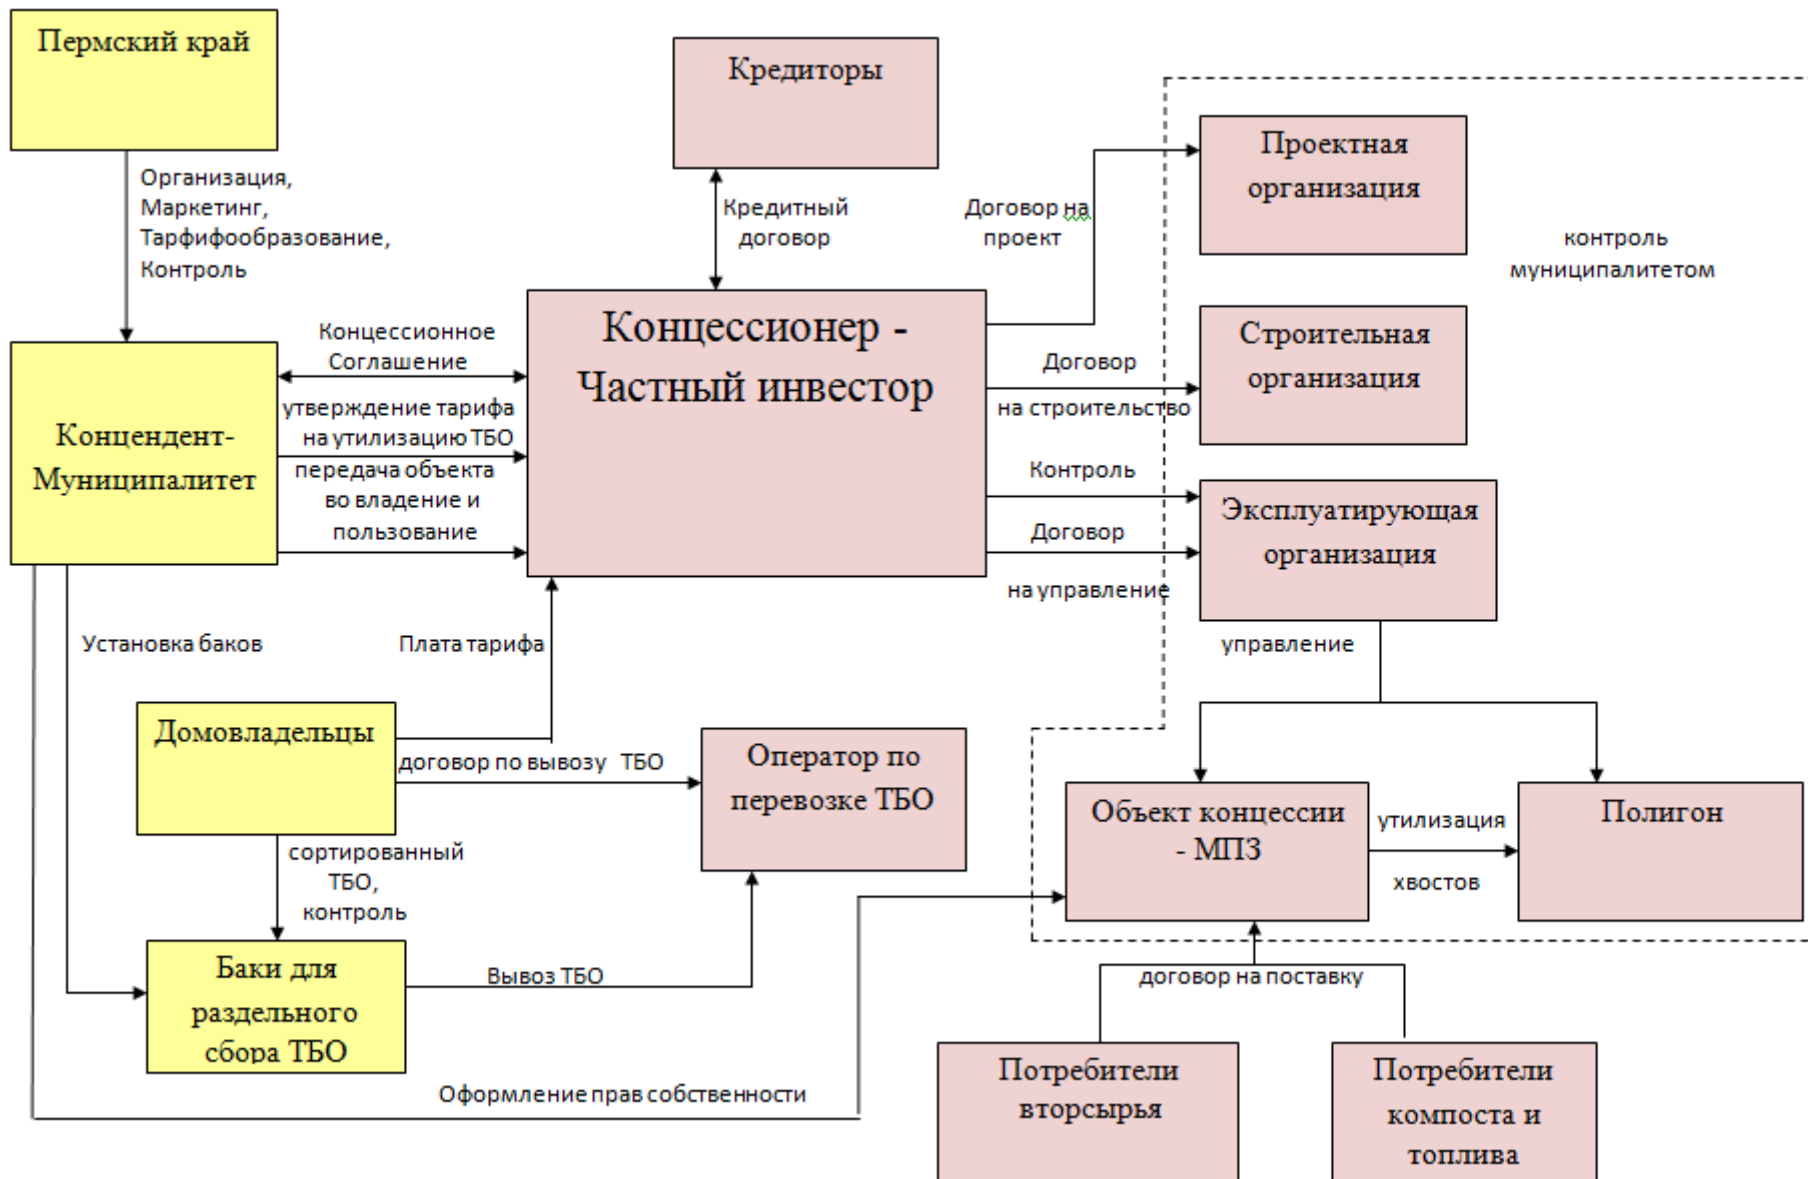 Пермский край
Кредиторы
Организация,
Маркетинг,
Тарфифообразование,
Контроль
Кредитный
договор
Договор на
проект
Проектная
организация
контроль
муниципалитетом
Концессионное
Соглашение
утверждение тарифа
на утилизацию ТБО
передача объекта
во владение и
пользование
Концендент-
Муниципалитет
Концессионер -
Частный инвестор
Договор
на строительство
Строительная
организация
Контроль
Договор
на управление
Эксплуатирующая
организация
управление
Установка баков
Плата тарифа
Домовладельцы
договор по вывозу ТБО
Оператор по
перевозке ТБО
Объект концессии
- МПЗ
утилизация
хвостов
Полигон
сортированный
ТБО,
контроль
Баки для
раздельного
сбора ТБО
Вывоз ТБО
договор на поставку
Оформление прав собственности
Потребители
вторсырья
Потребители
компоста и
топлива